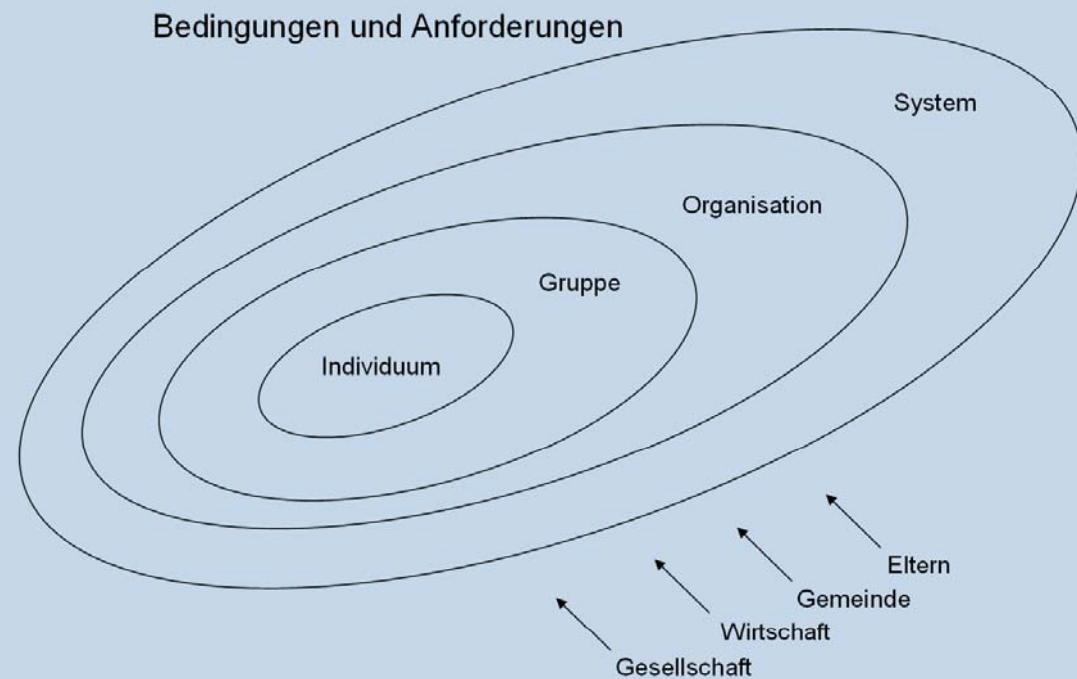 Bedingungen und Anforderungen
System
Organisation
Gruppe
Individuum
Eltern
Gemeinde
Wirtschaft
Gesellschaft